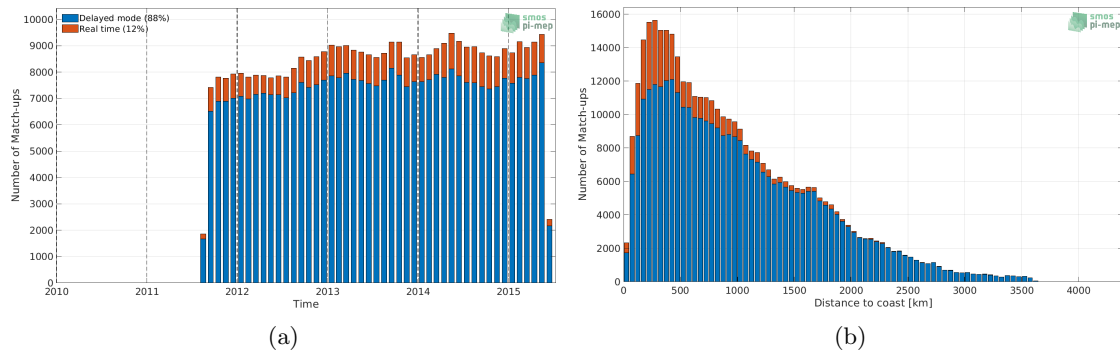 Delayed mode (88%)
Real time (12%)
smos
pi-mep
Number of Match-ups
10000
9000
8000
7000
6000
5000
4000
3000
2000
1000
0
2010
2011
2012
2013
2014
2015
Time
(a)
smos
pi-mep
Number of Match-ups
16000
14000
12000
10000
8000
6000
4000
2000
0
0
500
1000
1500
2000
2500
3000
3500
4000
Distance to coast [km]
(b)